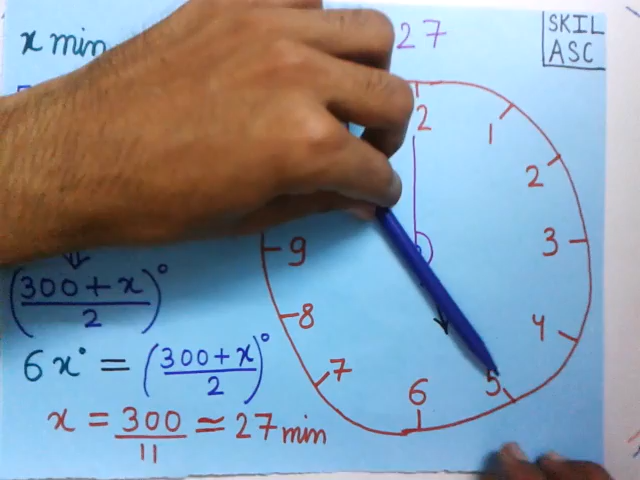 x min
27
SKIL
ASC
2
1
2
3
4
5
6
7
8
9
(300 + x / 2)°
6x° = (300 + x / 2)°
x = 300 / 11 ≃ 27 min